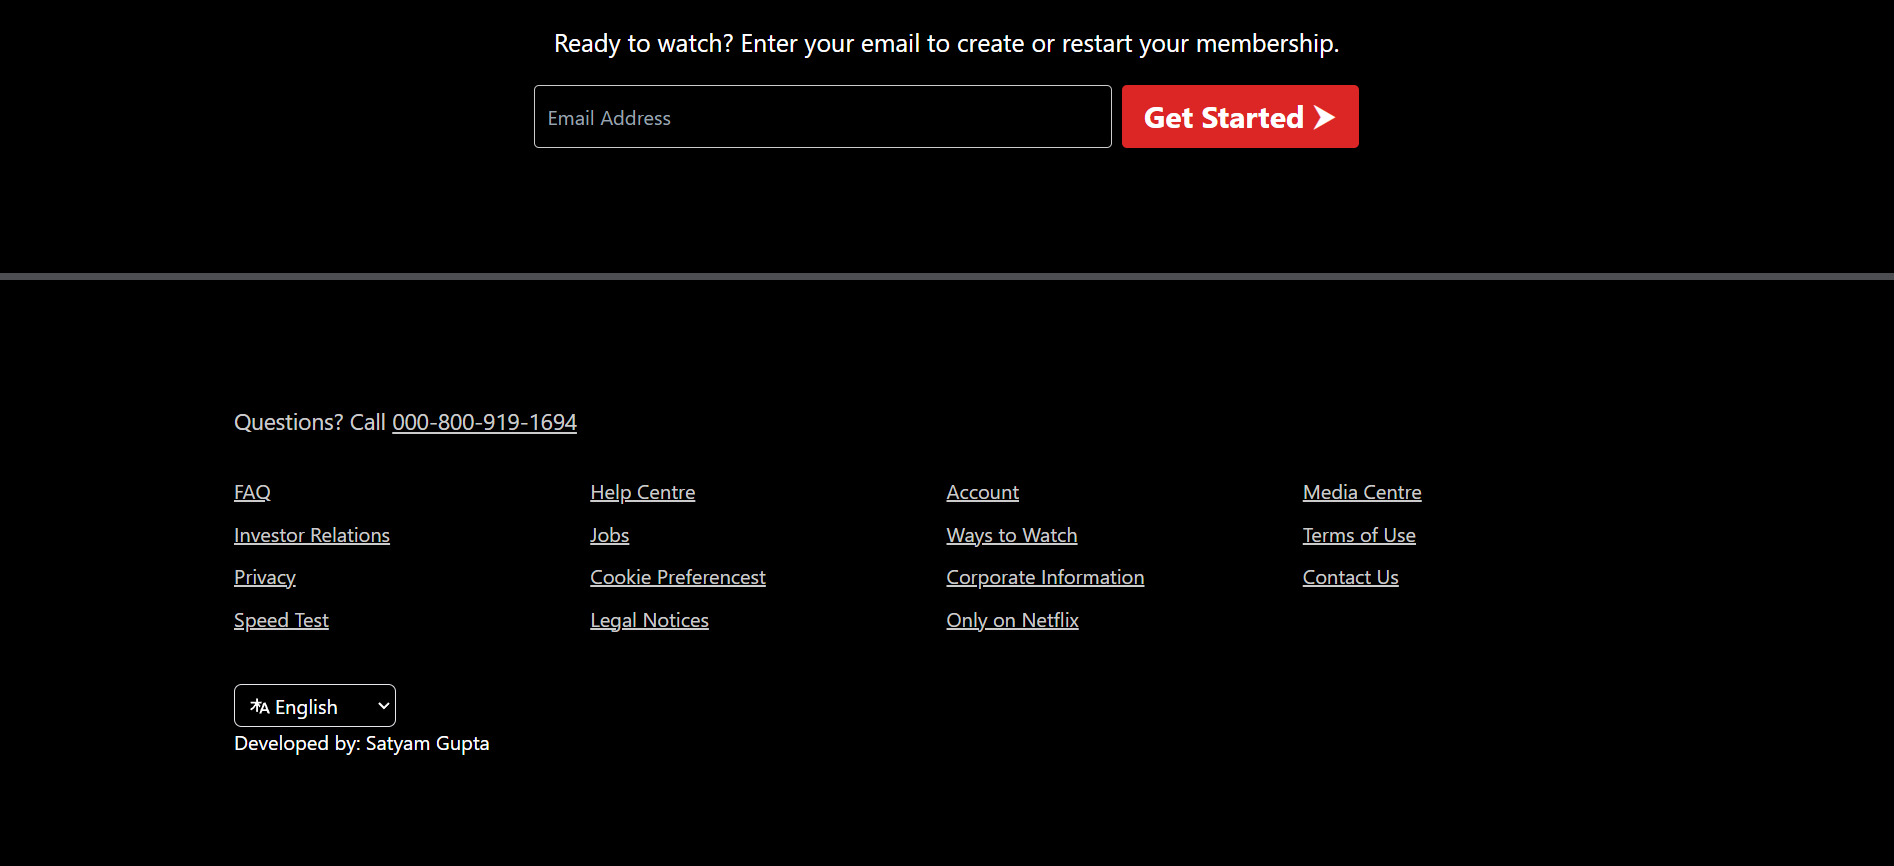 Ready to watch? Enter your email to create or restart your membership.
Email Address
Get Started ⮞
Questions? Call 000-800-919-1694
FAQ Help Centre Account Media Centre
Investor Relations Jobs Ways to Watch Terms of Use
Privacy Cookie Preferencest Corporate Information Contact Us
Speed Test Legal Notices Only on Netflix
English
Developed by: Satyam Gupta